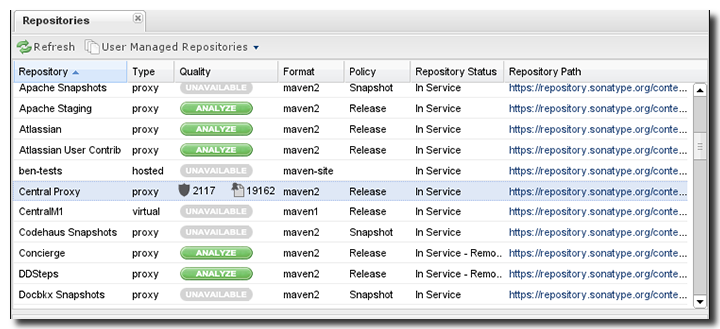 Repositories
Refresh User Managed Repositories
Repository Type Quality Format Policy Repository Status Repository Path
Apache Snapshots proxy UNAVAILABLE maven2 Snapshot In Service https://repository.sonatype.org/conte...
Apache Staging proxy ANALYZE maven2 Release In Service https://repository.sonatype.org/conte...
Atlassian proxy ANALYZE maven2 Release In Service https://repository.sonatype.org/conte...
Atlassian User Contrib proxy ANALYZE maven2 Release In Service https://repository.sonatype.org/conte...
ben-tests hosted UNAVAILABLE maven-site In Service https://repository.sonatype.org/conte...
Central Proxy proxy 2117 19162 maven2 Release In Service https://repository.sonatype.org/conte...
CentralM1 virtual UNAVAILABLE maven1 Release In Service https://repository.sonatype.org/conte...
Codehaus Snapshots proxy UNAVAILABLE maven2 Snapshot In Service https://repository.sonatype.org/conte...
Concierge proxy ANALYZE maven2 Release In Service - Remo... https://repository.sonatype.org/conte...
DDSteps proxy ANALYZE maven2 Release In Service - Remo... https://repository.sonatype.org/conte...
Docbkx Snapshots proxy UNAVAILABLE maven2 Snapshot In Service https://repository.sonatype.org/conte...